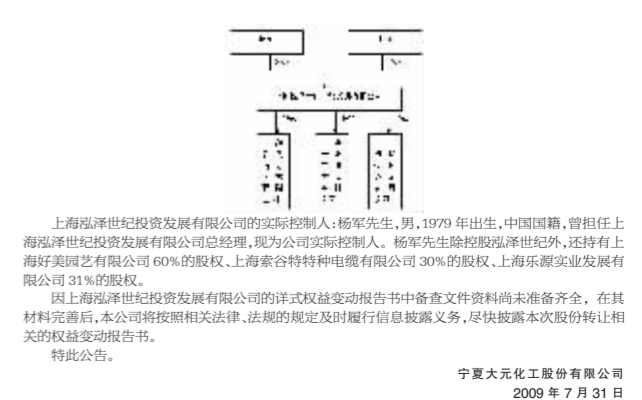 上海泓泽世纪投资发展有限公司的实际控制人:杨军先生,男,1979 年出生,中国国籍,曾担任上
海泓泽世纪投资发展有限公司总经理,现为公司实际控制人。杨军先生除控股泓泽世纪外,还持有上
海好美园艺有限公司 60%的股权、上海索谷特特种电缆有限公司 30%的股权、上海乐源实业发展有
限公司 31%的股权。
因上海泓泽世纪投资发展有限公司的详式权益变动报告书中备查文件资料尚未准备齐全，在其
材料完善后,本公司将按照相关法律、法规的规定及时履行信息披露义务,尽快披露本次股份转让相
关的权益变动报告书。
特此公告。
宁夏大元化工股份有限公司
2009 年 7 月 31 日